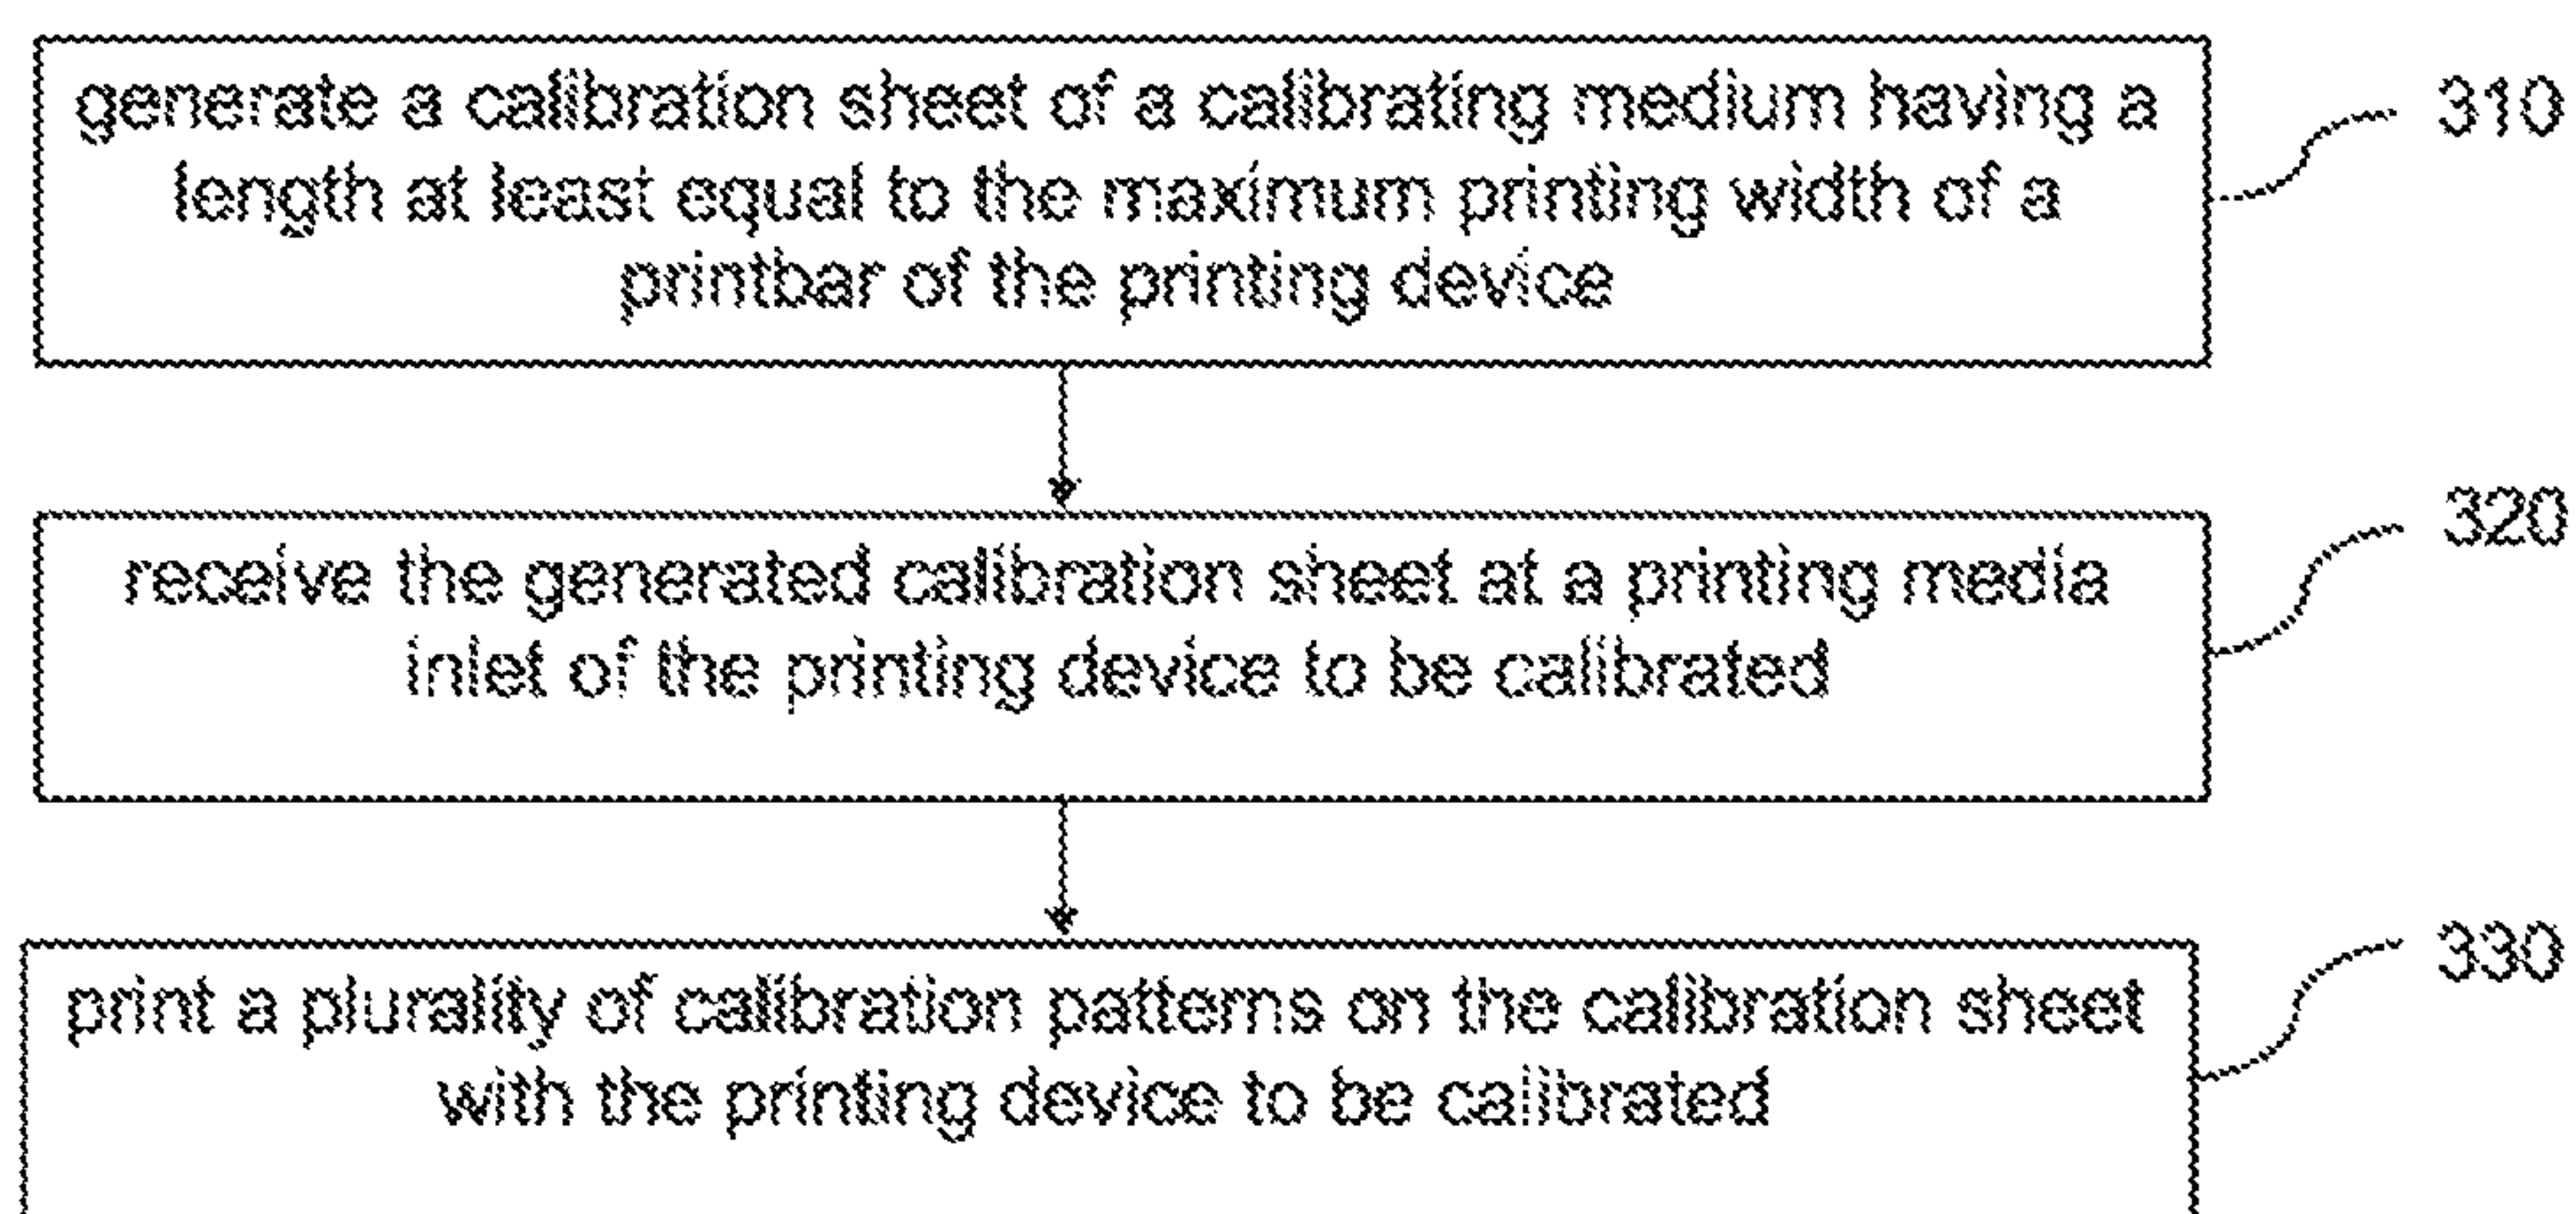 generate a calibration sheet of a calibrating medium having a
310
length at least equal to the maximum printing width of a
printbar of the printing device
320
receive the generated calibration sheet at a printing media
inlet of the printing device to be calibrated
330
print a plurality of calibration patterns on the calibration sheet
with the printing device to be calibrated